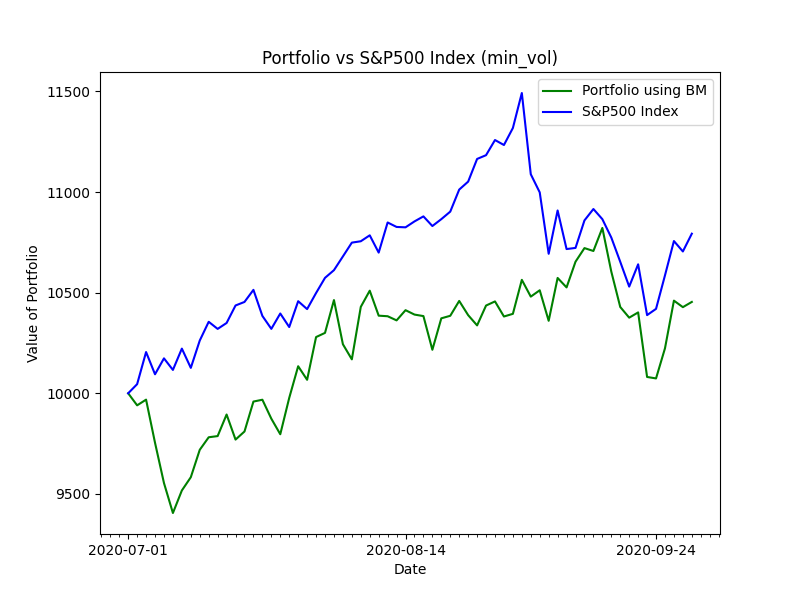 Portfolio vs S&P500 Index (min_vol)
Portfolio using BM
S&P500 Index
11500
11000
10500
10000
9500
Value of Portfolio
2020-07-01
2020-08-14
2020-09-24
Date